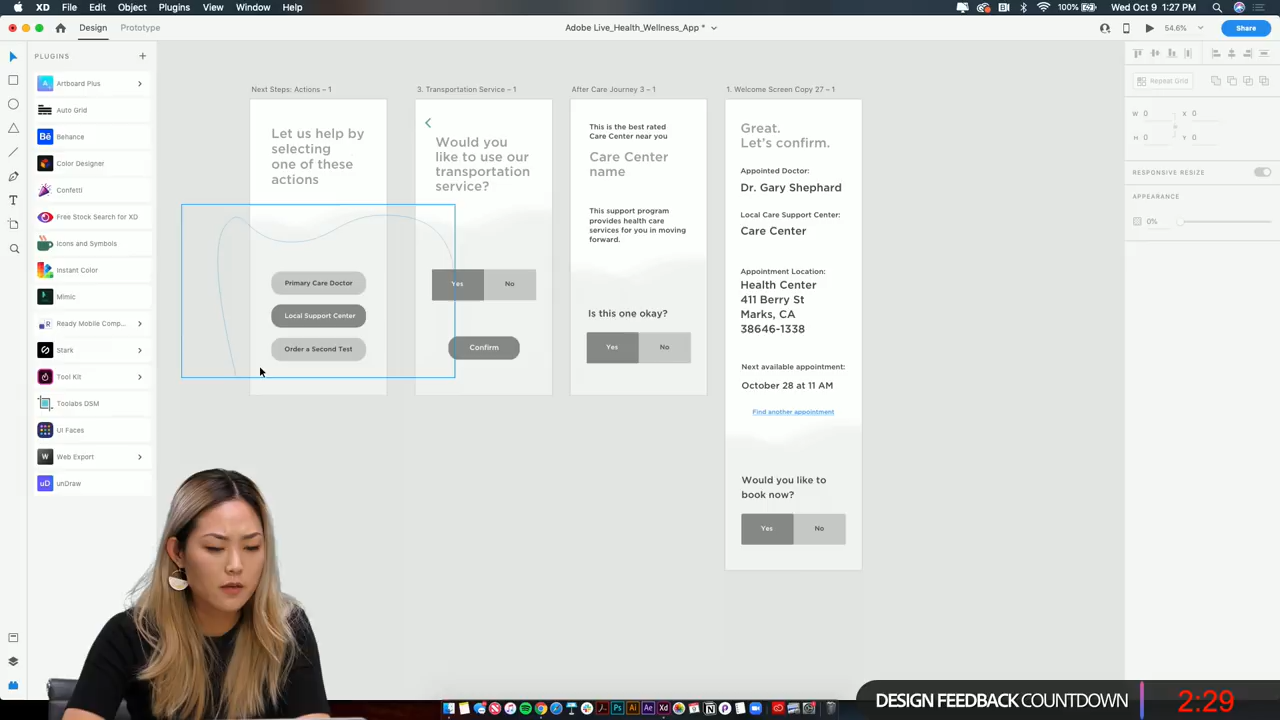 XD
File
Edit
Object
Plugins
View
Window
Help
100%
Wed Oct 9 1:27 PM
Design
Prototype
Adobe Live_Health_Wellness_App *
54.6%
Share
PLUGINS
Artboard Plus
Auto Grid
Behance
Color Designer
Confetti
Free Stock Search for XD
Icons and Symbols
Instant Color
Mimic
Ready Mobile Comp...
Stark
Tool Kit
Toolabs DSM
UI Faces
Web Export
unDraw
Next Steps: Actions – 1
Let us help by
selecting
one of these
actions
Primary Care Doctor
Local Support Center
Order a Second Test
3. Transportation Service – 1
Would you
like to use our
transportation
service?
Yes
No
Confirm
After Care Journey 3 – 1
This is the best rated
Care Center near you
Care Center
name
This support program
provides health care
services for you in moving
forward.
Is this one okay?
Yes
No
1. Welcome Screen Copy 27 – 1
Great.
Let's confirm.
Appointed Doctor:
Dr. Gary Shephard
Local Care Support Center:
Care Center
Appointment Location:
Health Center
411 Berry St
Marks, CA
38646-1338
Next available appointment:
October 28 at 11 AM
Find another appointment
Would you like to
book now?
Yes
No
Repeat Grid
W 0
X 0
H 0
Y 0
RESPONSIVE RESIZE
APPEARANCE
0%
DESIGN FEEDBACK COUNTDOWN
2:29